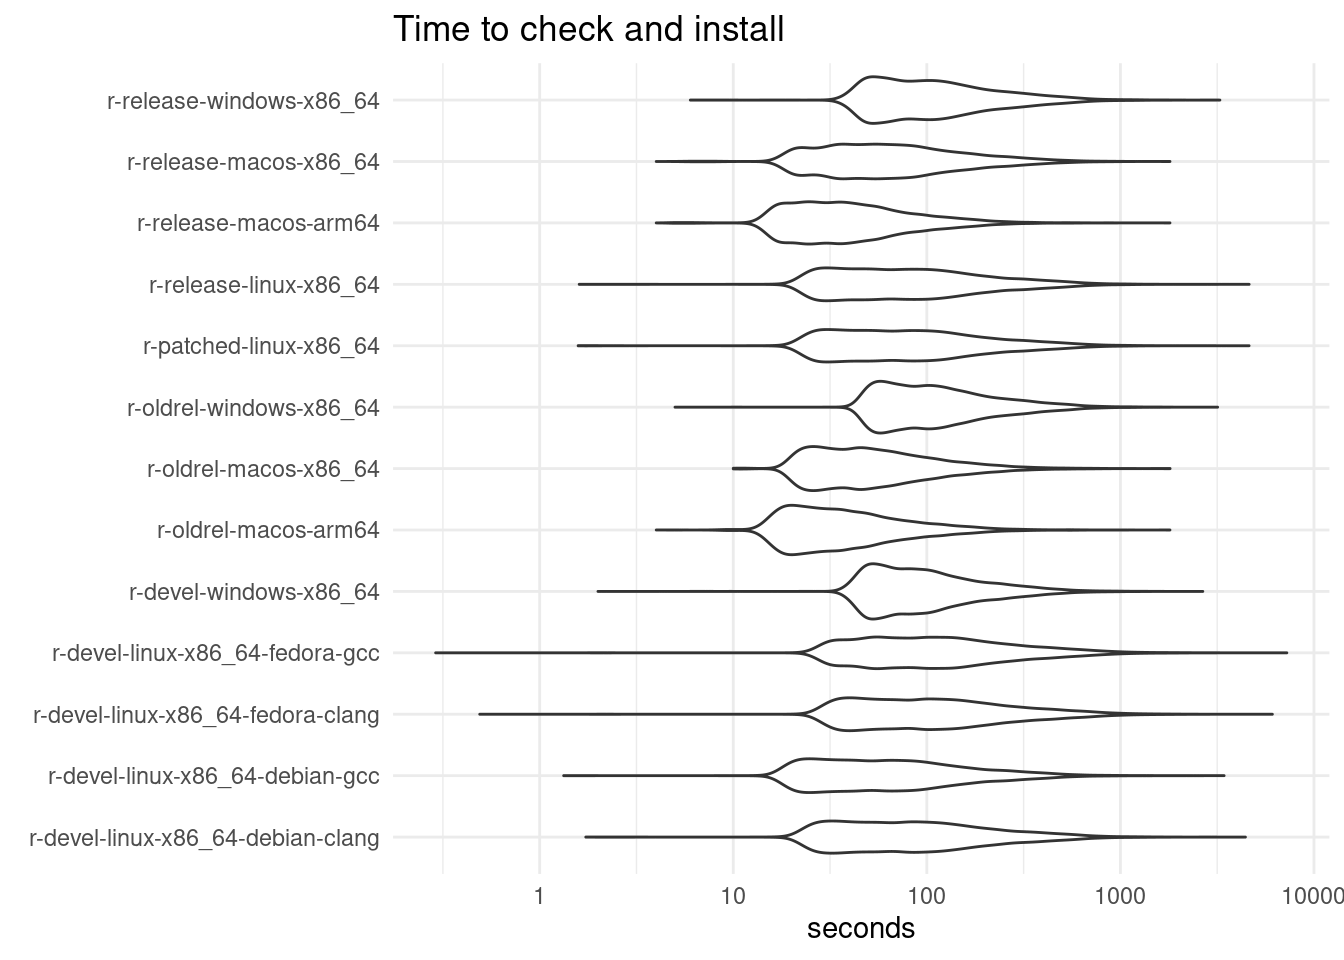 Time to check and install
r-release-windows-x86_64
r-release-macos-x86_64
r-release-macos-arm64
r-release-linux-x86_64
r-patched-linux-x86_64
r-oldrel-windows-x86_64
r-oldrel-macos-x86_64
r-oldrel-macos-arm64
r-devel-windows-x86_64
r-devel-linux-x86_64-fedora-gcc
r-devel-linux-x86_64-fedora-clang
r-devel-linux-x86_64-debian-gcc
r-devel-linux-x86_64-debian-clang
1 10 100 1000 10000
seconds